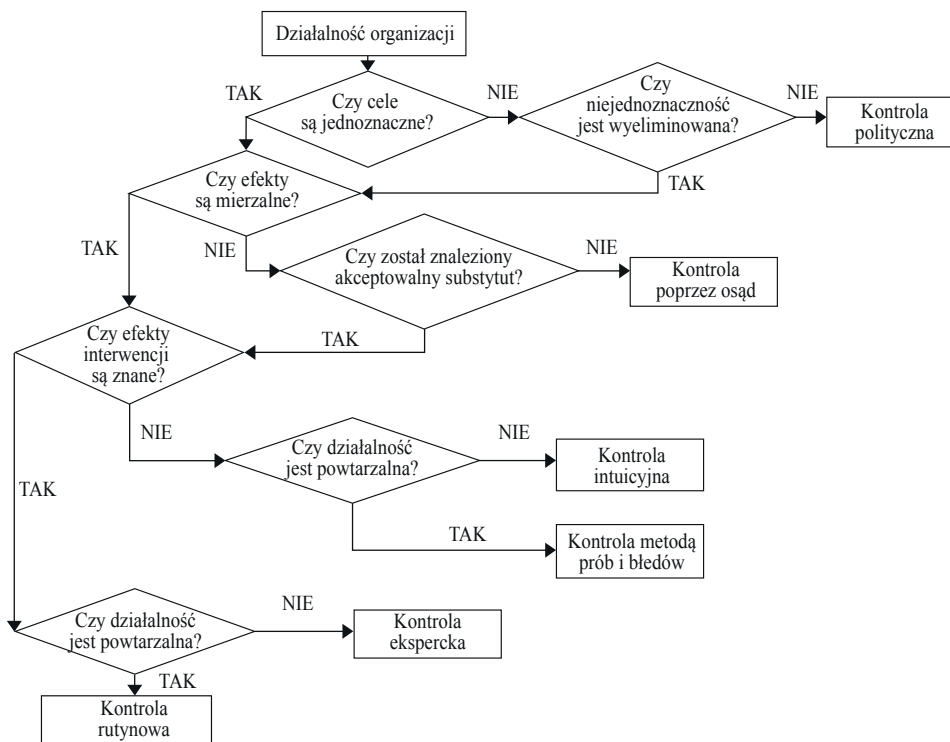 Działalność organizacji
TAK
Czy cele
są jednoznaczne?
NIE
Czy
niejednoznaczność
jest wyeliminowana?
NIE
Kontrola
polityczna
Czy efekty
są mierzalne?
TAK
TAK
NIE
Czy został znaleziony
akceptowalny substytut?
NIE
Kontrola
poprzez osąd
Czy efekty
interwencji
są znane?
TAK
NIE
Czy działalność
jest powtarzalna?
NIE
Kontrola
intuicyjna
TAK
TAK
Kontrola metodą
prób i błędów
Czy działalność
jest powtarzalna?
NIE
Kontrola
ekspercka
TAK
Kontrola
rutynowa